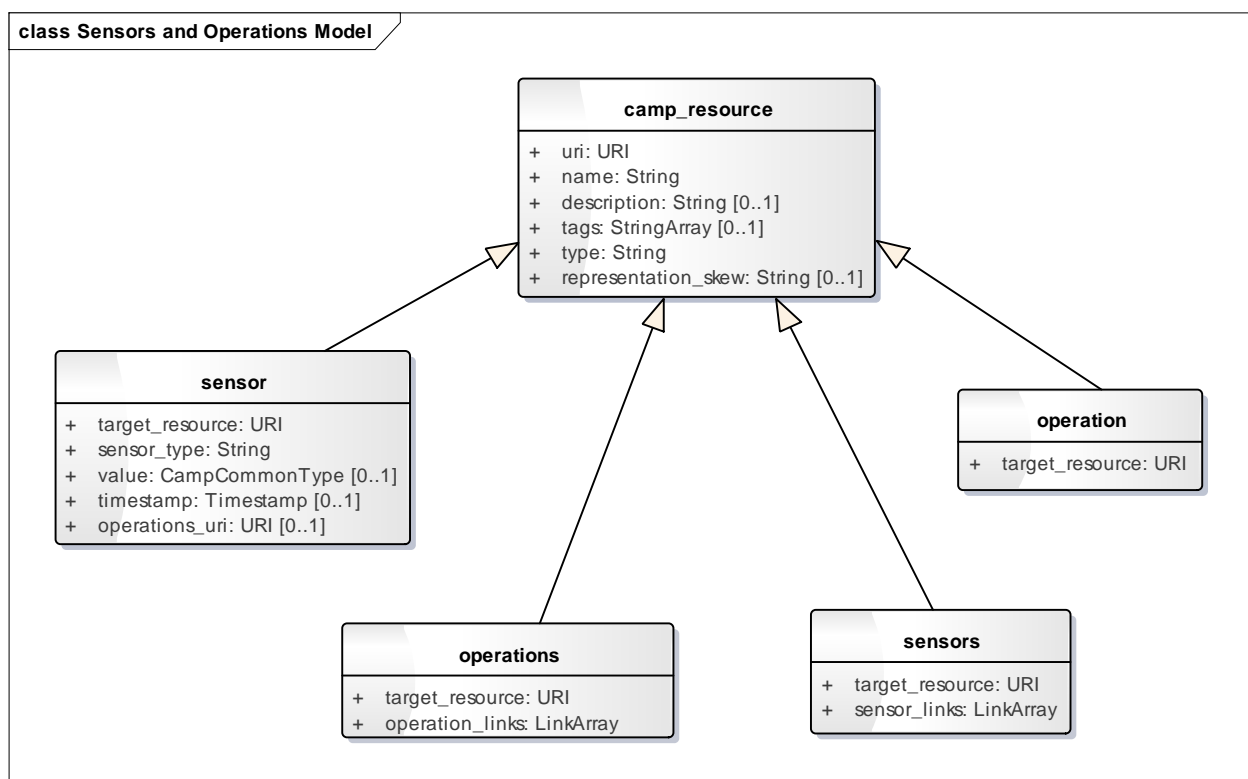 class Sensors and Operations Model
camp_resource
+ uri: URI
+ name: String
+ description: String [0..1]
+ tags: StringArray [0..1]
+ type: String
+ representation_skew: String [0..1]
sensor
+ target_resource: URI
+ sensor_type: String
+ value: CampCommonType [0..1]
+ timestamp: Timestamp [0..1]
+ operations_uri: URI [0..1]
operation
+ target_resource: URI
operations
+ target_resource: URI
+ operation_links: LinkArray
sensors
+ target_resource: URI
+ sensor_links: LinkArray